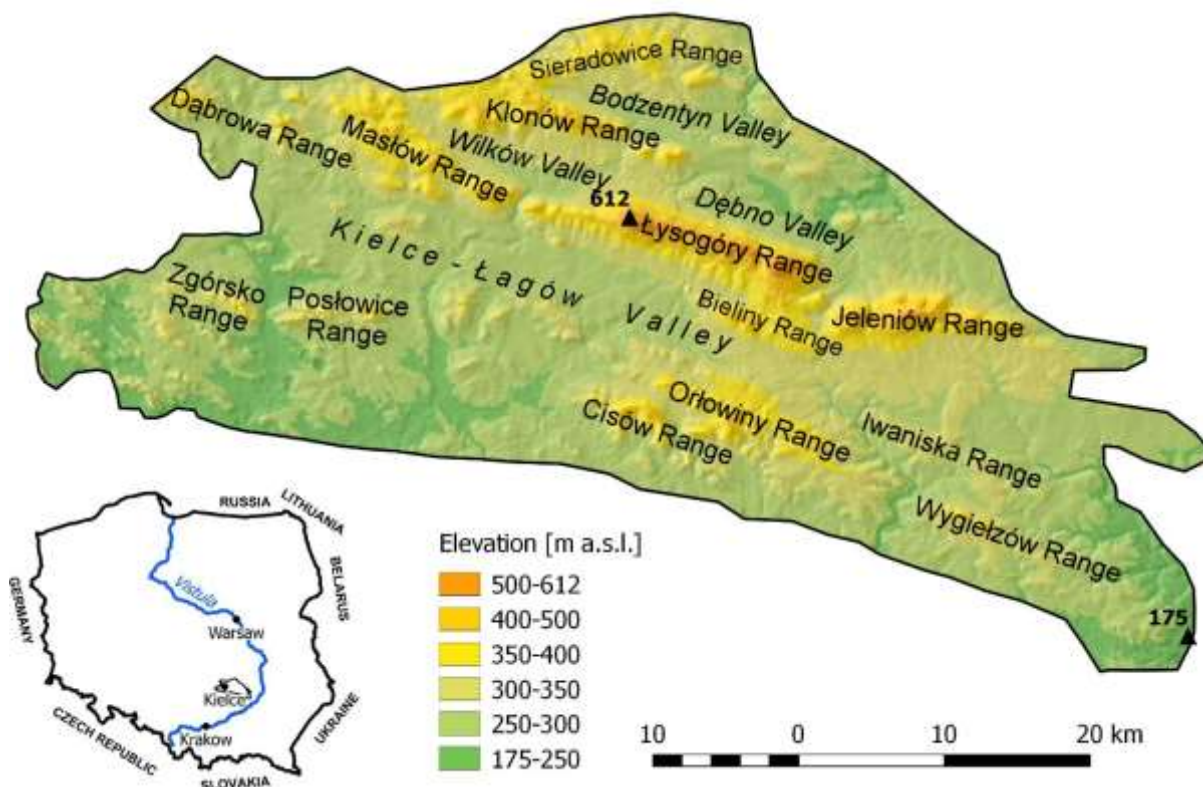 Sieradowice Range
Bodzentyn Valley
Klonów Range
Dąbrowa Range
Masłów Range
Wilków Valley
Dębno Valley
612
Łysogóry Range
Kielce - Łagów Valley
Zgórsko
Range
Posłowice
Range
Bieliny Range
Jeleniów Range
Orłowiny Range
Cisów Range
Iwaniska Range
Wygiełzów Range
175
RUSSIA
LITHUANIA
BELARUS
GERMANY
Vistula
Warsaw
Kielce
Krakow
UKRAINE
CZECH REPUBLIC
SLOVAKIA
Elevation [m a.s.l.]
500-612
400-500
350-400
300-350
250-300
175-250
10 0 10 20 km